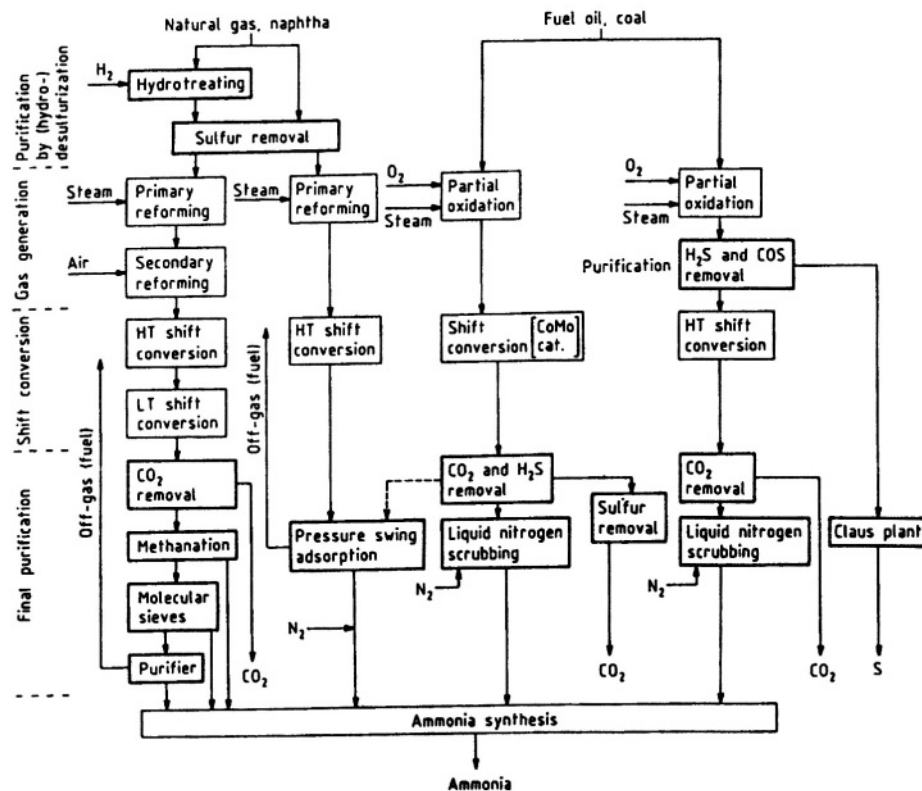 Natural gas, naphtha
Fuel oil, coal
Purification
by (hydro-)
desulfurization
H₂
Hydrotreating
Sulfur removal
Gas generation
Steam
Primary
reforming
Steam
Primary
reforming
O₂
Steam
Partial
oxidation
O₂
Steam
Partial
oxidation
Air
Secondary
reforming
Purification
H₂S and COS
removal
Shift conversion
HT shift
conversion
HT shift
conversion
Shift
conversion
[CoMo
cat.]
HT shift
conversion
LT shift
conversion
Off-gas (fuel)
Off-gas (fuel)
Final purification
CO₂
removal
CO₂ and H₂S
removal
CO₂
removal
Sulfur
removal
Methanation
Pressure swing
adsorption
Liquid nitrogen
scrubbing
Liquid nitrogen
scrubbing
Claus plant
Molecular
sieves
N₂
N₂
N₂
Purifier
CO₂
CO₂
CO₂
S
Ammonia synthesis
Ammonia